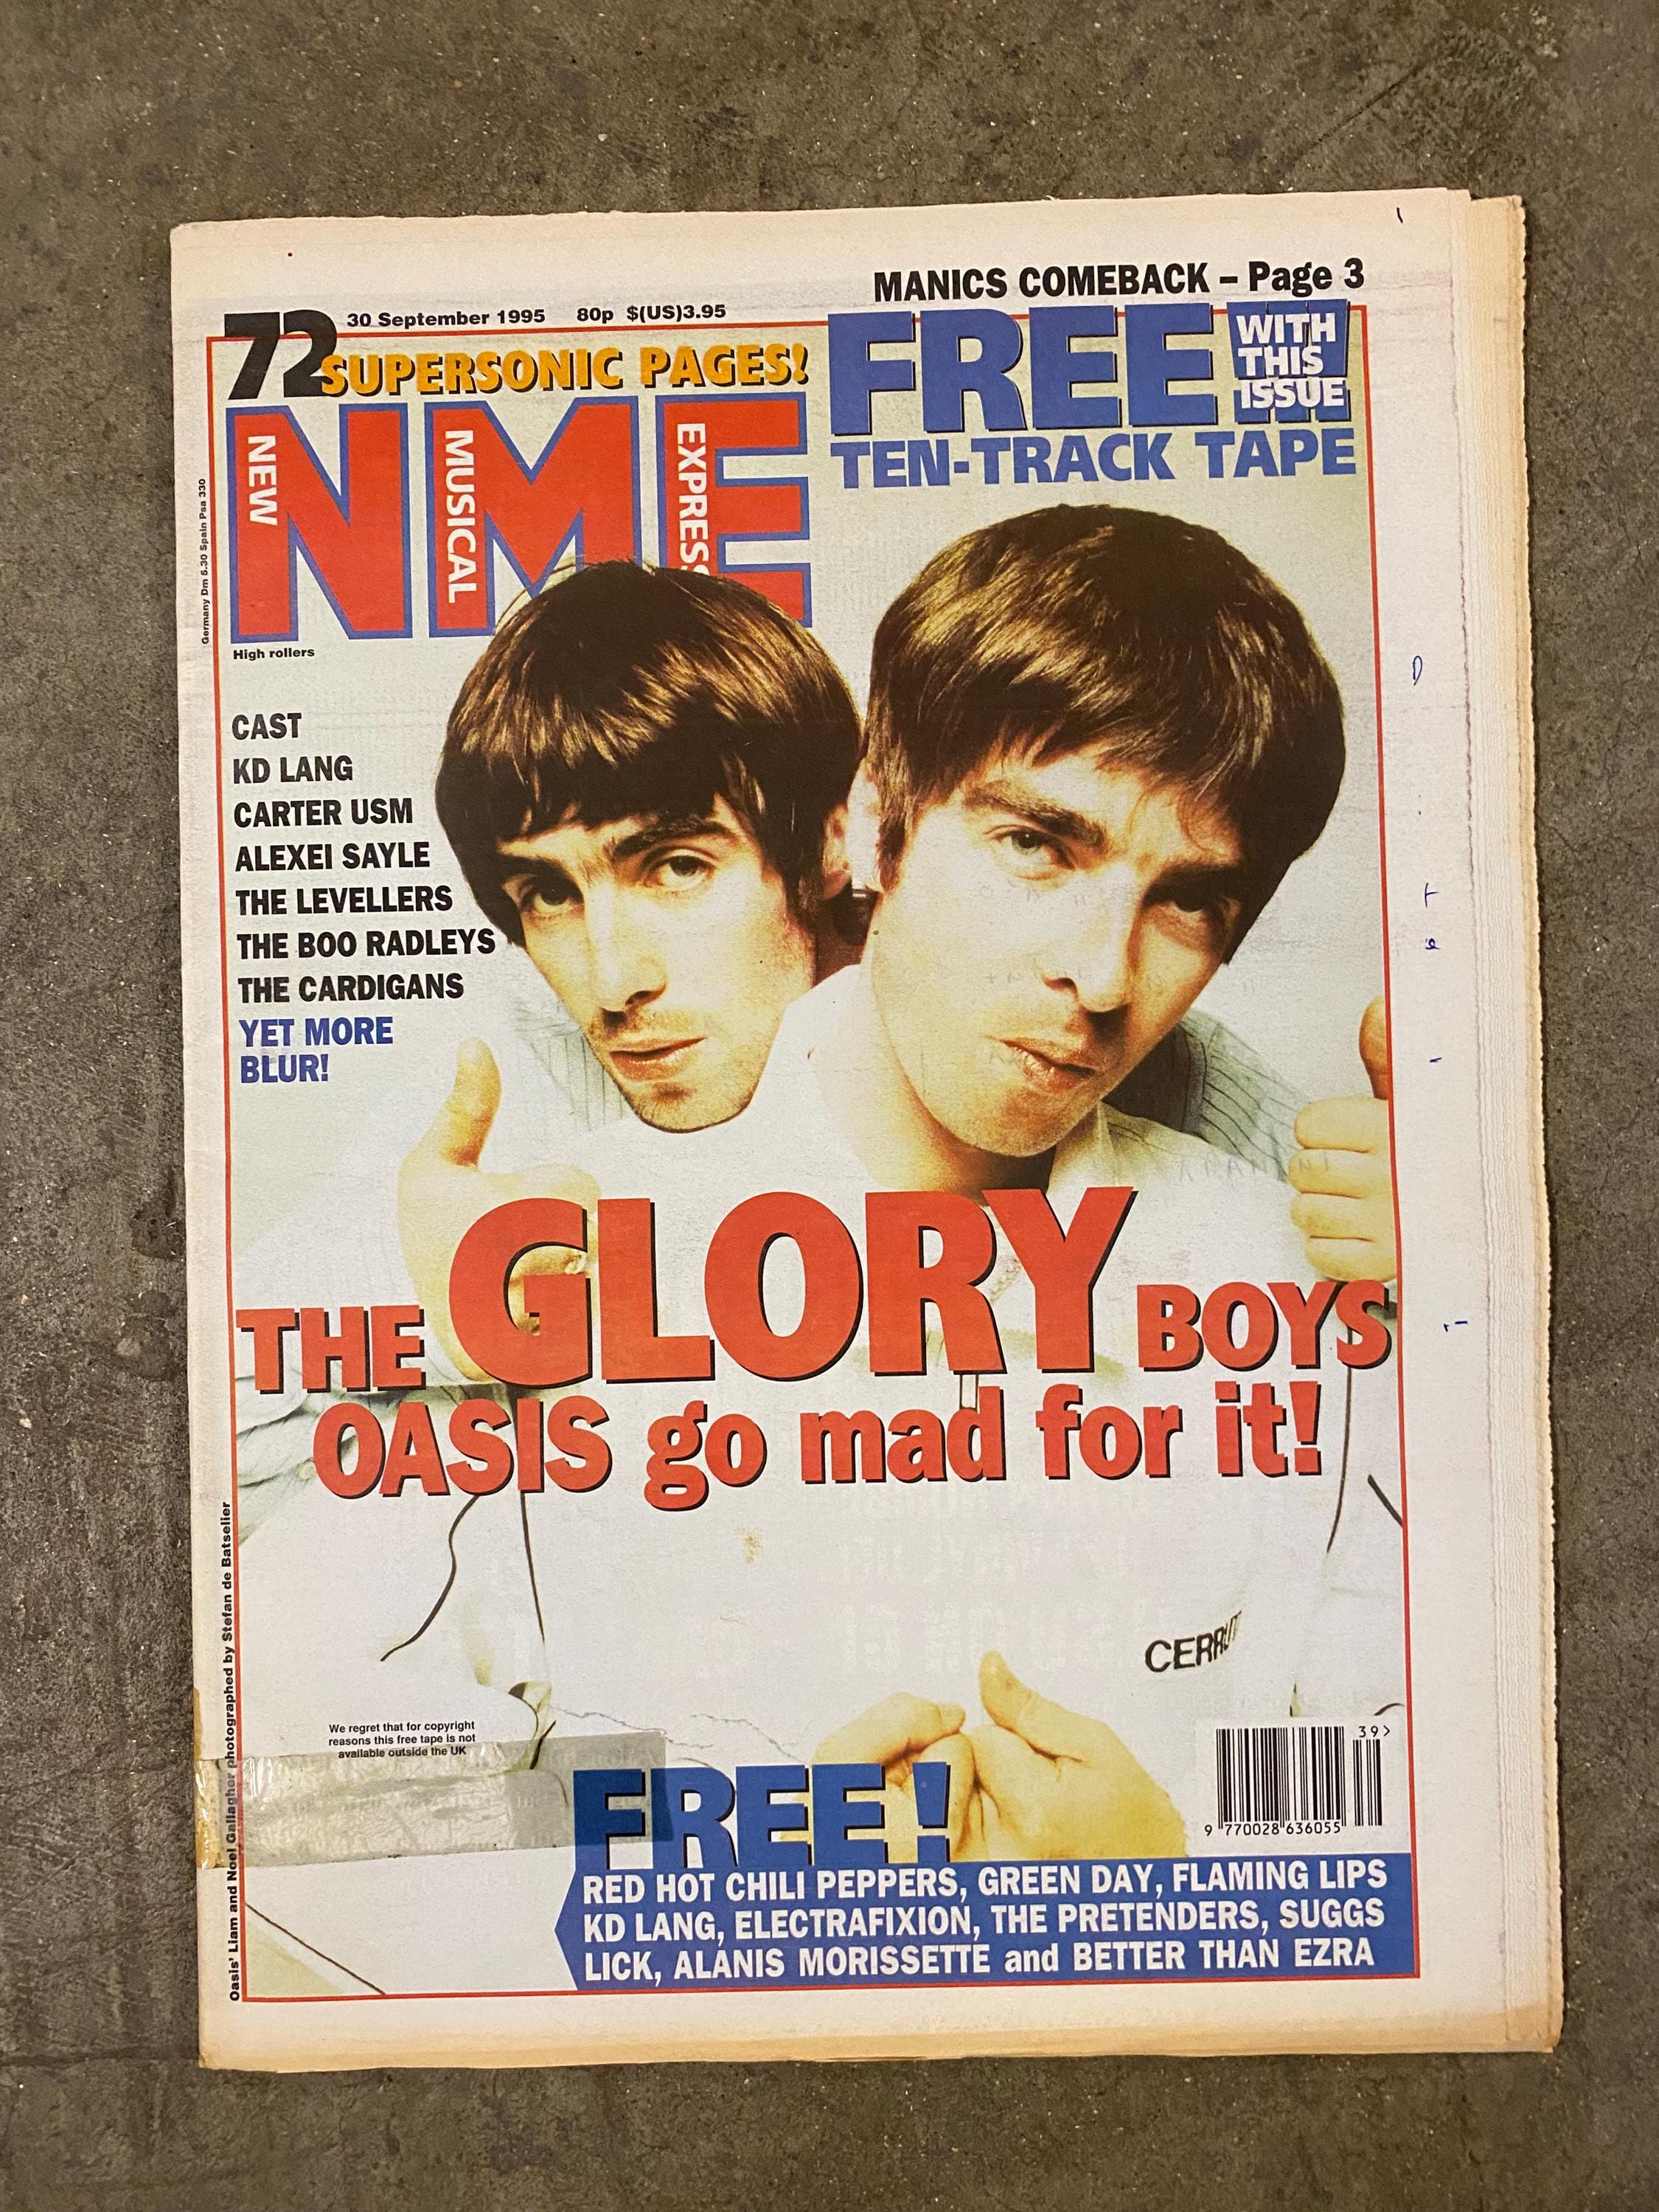 MANICS COMEBACK – Page 3
72 30 September 1995 80p $(US)3.95
SUPERSONIC PAGES!
FREE
WITH
THIS
ISSUE
TEN-TRACK TAPE
NME
NEW MUSICAL EXPRESS
Germany Dm 6.30 Spain Psa 330
High rollers
CAST
KD LANG
CARTER USM
ALEXEI SAYLE
THE LEVELLERS
THE BOO RADLEYS
THE CARDIGANS
YET MORE
BLUR!
THE GLORY BOYS
OASIS go mad for it!
CERRUT
Oasis' Liam and Noel Gallagher photographed by Stefan de Batselier
We regret that for copyright
reasons this free tape is not
available outside the UK
39>
9 770028 636055
FREE!
RED HOT CHILI PEPPERS, GREEN DAY, FLAMING LIPS
KD LANG, ELECTRAFIXION, THE PRETENDERS, SUGGS
LICK, ALANIS MORISSETTE and BETTER THAN EZRA